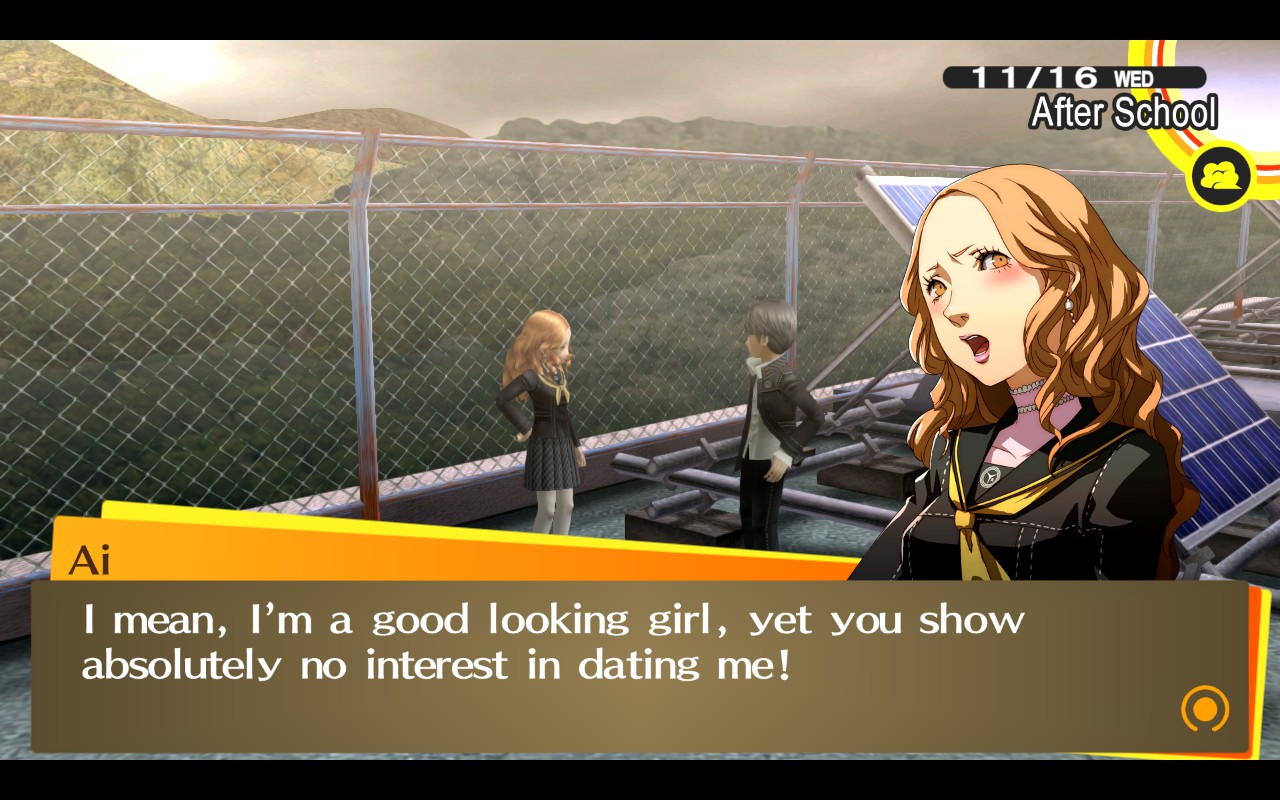 11/16 WED
After School
Ai
I mean, I'm a good looking girl, yet you show
absolutely no interest in dating me!